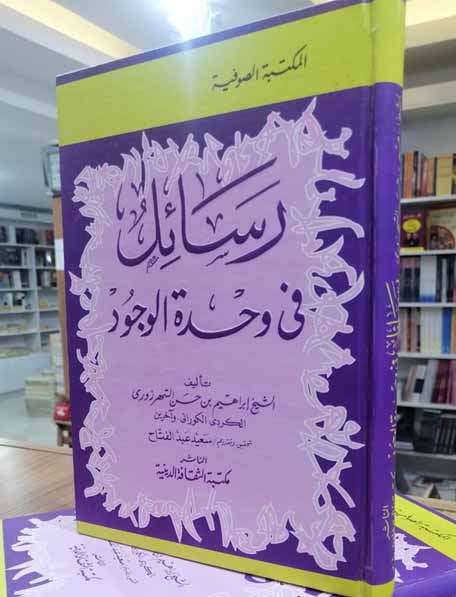 المكتبة الصوفية
رسائل
في وحدة الوجود
تأليف
الشيخ إبراهيم بن حسن الشهرزوري
الكردي الكوراني، وآخرين
تحقيق وتقديم / سعيد عبد الفتاح
الناشر
مكتبة الثقافة الدينية